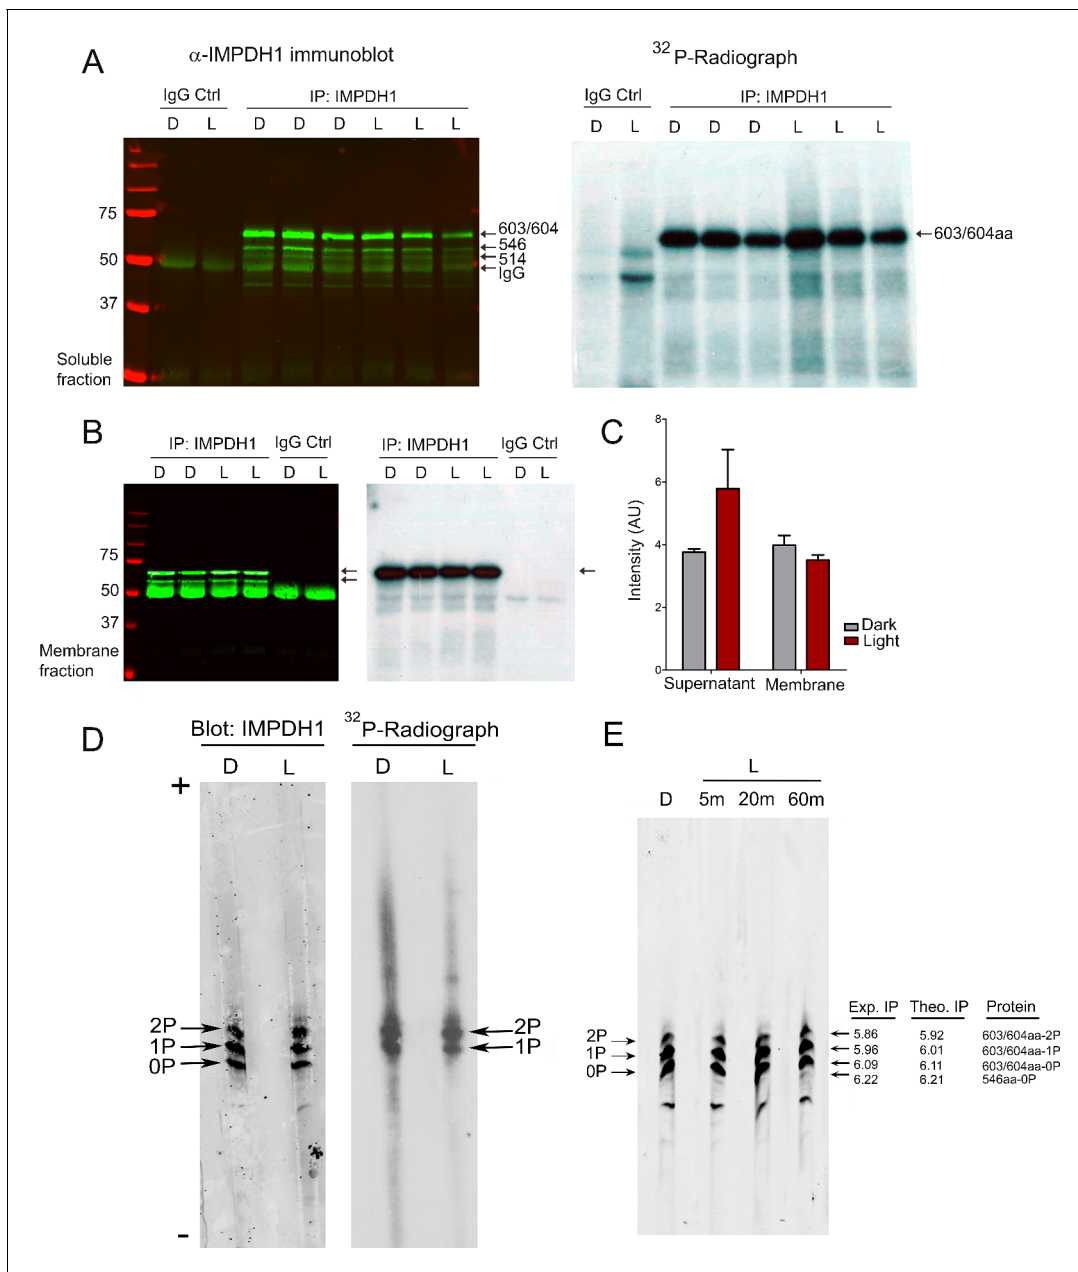 A
α-IMPDH1 immunoblot
IgG Ctrl
IP: IMPDH1
D L D D D L L L
75
50
37
Soluble
fraction
603/604
546
514
IgG
32P-Radiograph
IgG Ctrl
IP: IMPDH1
D L D D D L L L
603/604aa
B
IP: IMPDH1
IgG Ctrl
D D L L D L
75
50
37
Membrane
fraction
IP: IMPDH1
IgG Ctrl
D D L L D L
C
Intensity (AU)
8
6
4
2
0
Supernatant
Membrane
Dark
Light
D
Blot: IMPDH1
D L
+
-
2P
1P
0P
32P-Radiograph
D L
2P
1P
E
L
D 5m 20m 60m
2P
1P
0P
Exp. IP Theo. IP Protein
5.86 5.92 603/604aa-2P
5.96 6.01 603/604aa-1P
6.09 6.11 603/604aa-0P
6.22 6.21 546aa-0P